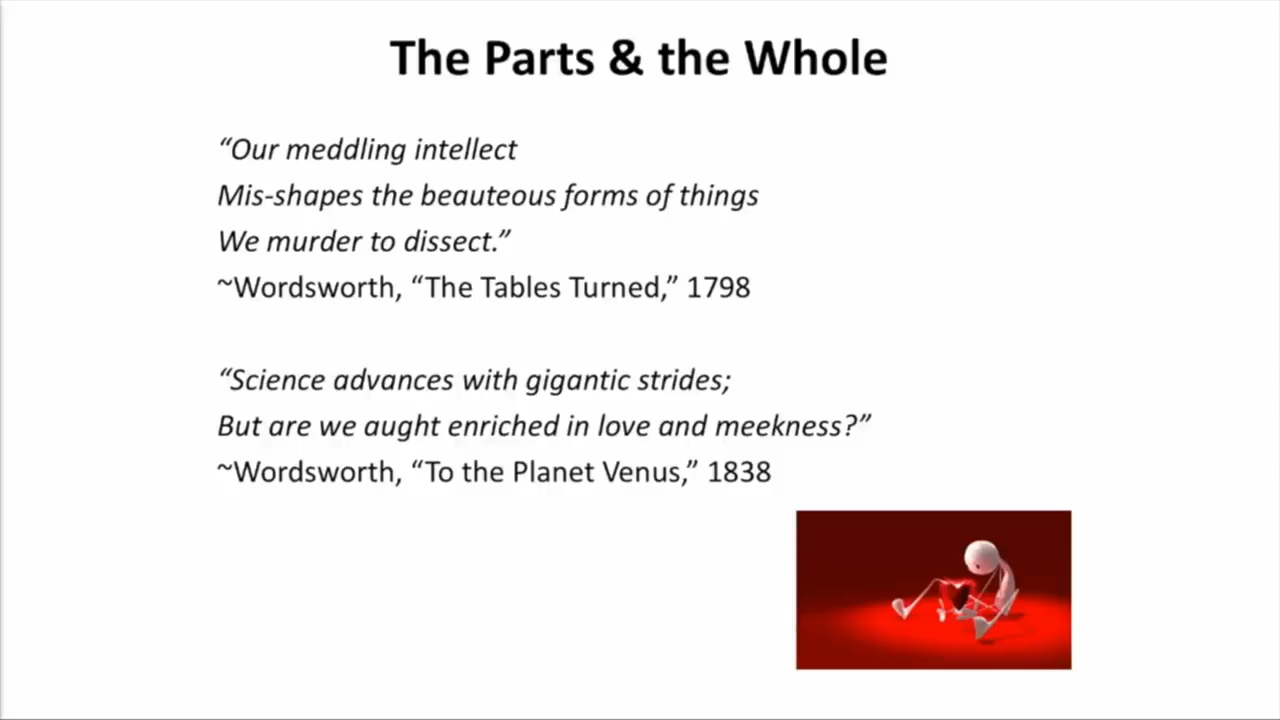 The Parts & the Whole
“Our meddling intellect
Mis-shapes the beauteous forms of things
We murder to dissect.”
~Wordsworth, “The Tables Turned,” 1798
“Science advances with gigantic strides;
But are we aught enriched in love and meekness?”
~Wordsworth, “To the Planet Venus,” 1838